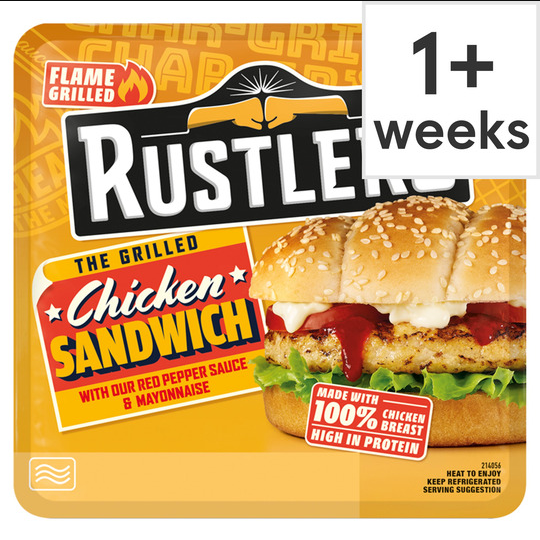 FLAME
GRILLED
1+
weeks
RUSTLE
THE GRILLED
Chicken
SANDWICH
WITH OUR RED PEPPER SAUCE
& MAYONNAISE
MADE WITH
100% CHICKEN
BREAST
HIGH IN PROTEIN
214056
HEAT TO ENJOY
KEEP REFRIGERATED
SERVING SUGGESTION